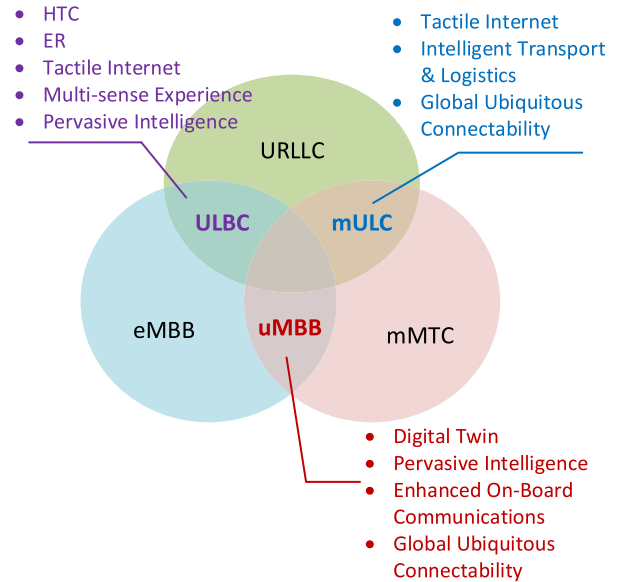 • HTC
• ER
• Tactile Internet
• Multi-sense Experience
• Pervasive Intelligence
• Tactile Internet
• Intelligent Transport
& Logistics
• Global Ubiquitous
Connectability
URLLC
ULBC
mULC
eMBB
uMBB
mMTC
• Digital Twin
• Pervasive Intelligence
• Enhanced On-Board
Communications
• Global Ubiquitous
Connectability